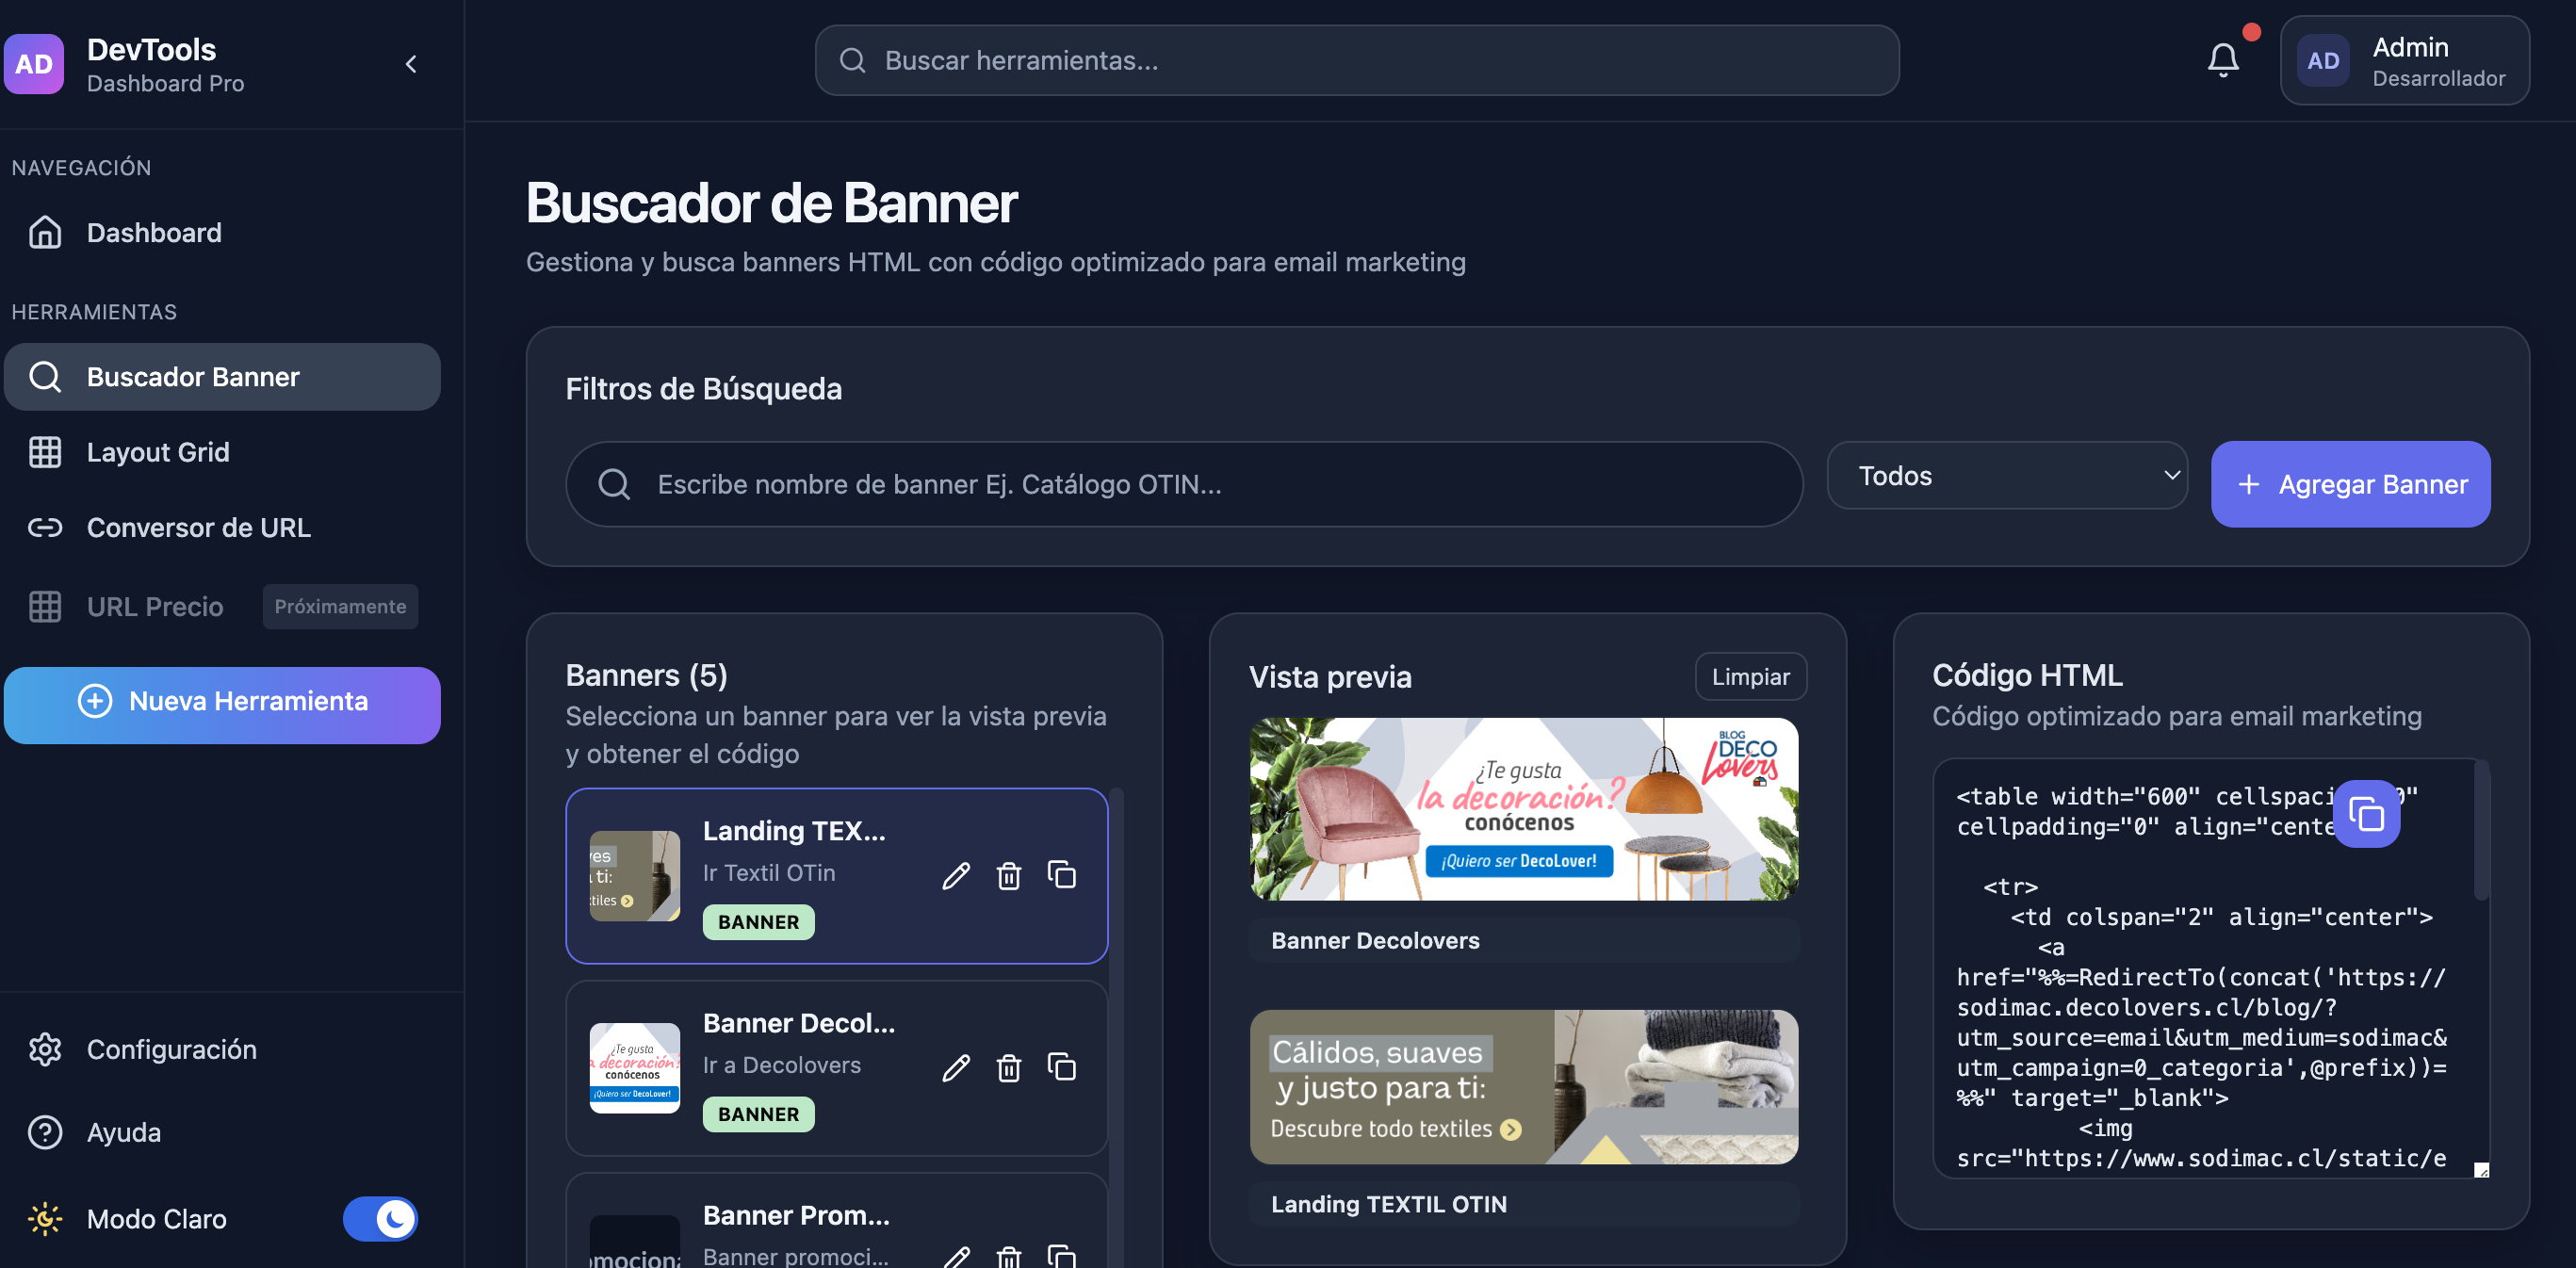 AD
DevTools
Dashboard Pro
NAVEGACIÓN
Dashboard
HERRAMIENTAS
Buscador Banner
Layout Grid
Conversor de URL
URL Precio
Próximamente
Nueva Herramienta
Configuración
Ayuda
Modo Claro
Buscar herramientas...
AD
Admin
Desarrollador
Buscador de Banner
Gestiona y busca banners HTML con código optimizado para email marketing
Filtros de Búsqueda
Escribe nombre de banner Ej. Catálogo OTIN...
Todos
Agregar Banner
Banners (5)
Selecciona un banner para ver la vista previa
y obtener el código
ti:
Landing TEX...
Ir Textil OTin
BANNER
¿Te gusta
decoración?
conócenos
¡Quiero ser DecoLover!
Banner Decol...
Ir a Decolovers
BANNER
Banner Prom...
Banner promoci...
Vista previa
Limpiar
BLOG
DECO
Lovers
¿Te gusta
la decoración?
conócenos
¡Quiero ser DecoLover!
Banner Decolovers
Cálidos, suaves
y justo para ti:
Descubre todo textiles
Landing TEXTIL OTIN
Código HTML
Código optimizado para email marketing
<table width="600" cellspaci 0"
cellpadding="0" align="cente
<tr>
<td colspan="2" align="center">
<a
href="%%=RedirectTo(concat('https://
sodimac.decolovers.cl/blog/?
utm_source=email&utm_medium=sodimac&
utm_campaign=0_categoria',@prefix))=
%%" target="_blank">
<img
src="https://www.sodimac.cl/static/e